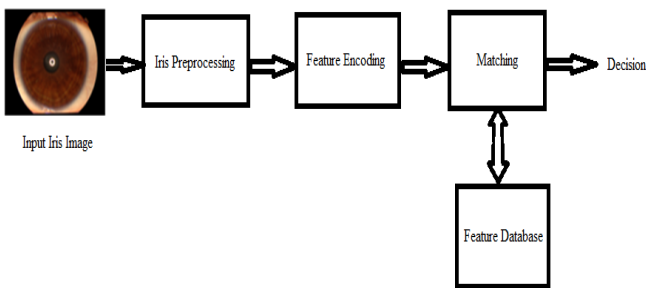 Iris Preprocessing
Feature Encoding
Matching
Decision
Input Iris Image
Feature Database